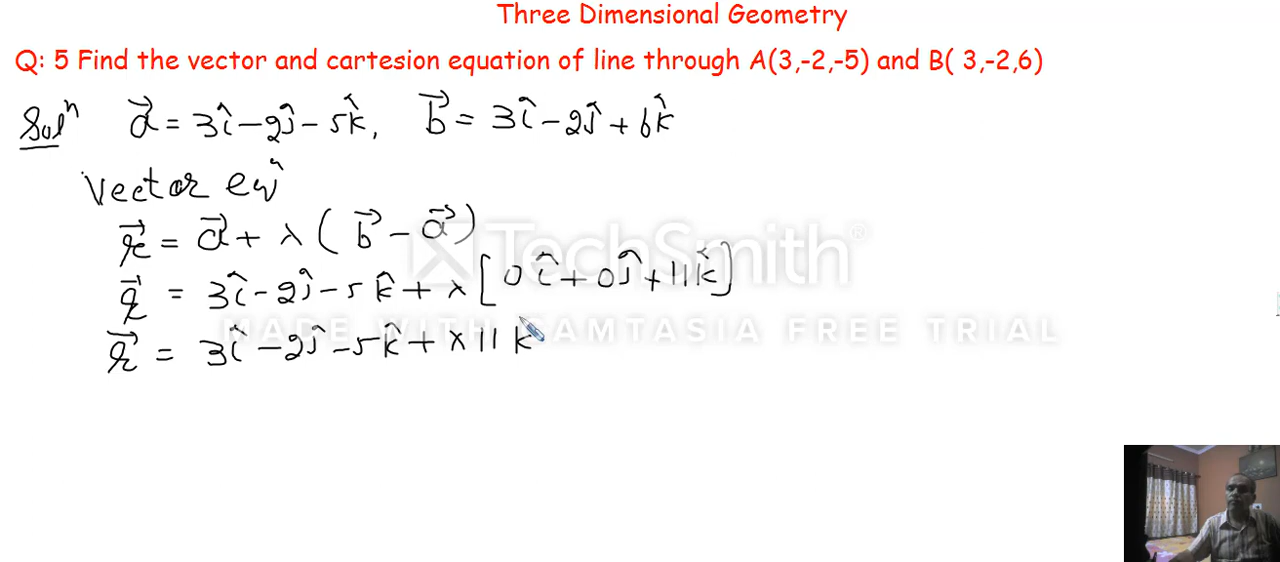 Three Dimensional Geometry
Q: 5 Find the vector and cartesion equation of line through A(3,-2,-5) and B( 3,-2,6)
Solⁿ a⃗ = 3î - 2ĵ - 5k̂, b⃗ = 3î - 2ĵ + 6k̂
Vector eqⁿ
r⃗ = a⃗ + λ ( b⃗ - a⃗ )
r⃗ = 3î - 2ĵ - 5k̂ + λ [ 0î + 0ĵ + 11k̂ ]
r⃗ = 3î - 2ĵ - 5k̂ + λ 11 k
TechSmith®
MADE WITH CAMTASIA FREE TRIAL